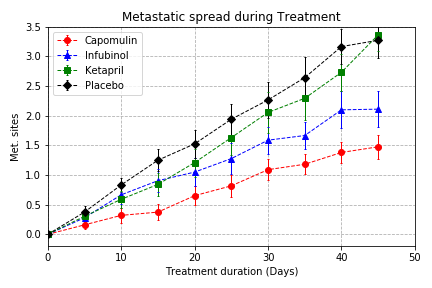 Metastatic spread during Treatment
3.5
3.0
2.5
2.0
1.5
1.0
0.5
0.0
Met. sites
Capomulin
Infubinol
Ketapril
Placebo
0
10
20
30
40
50
Treatment duration (Days)